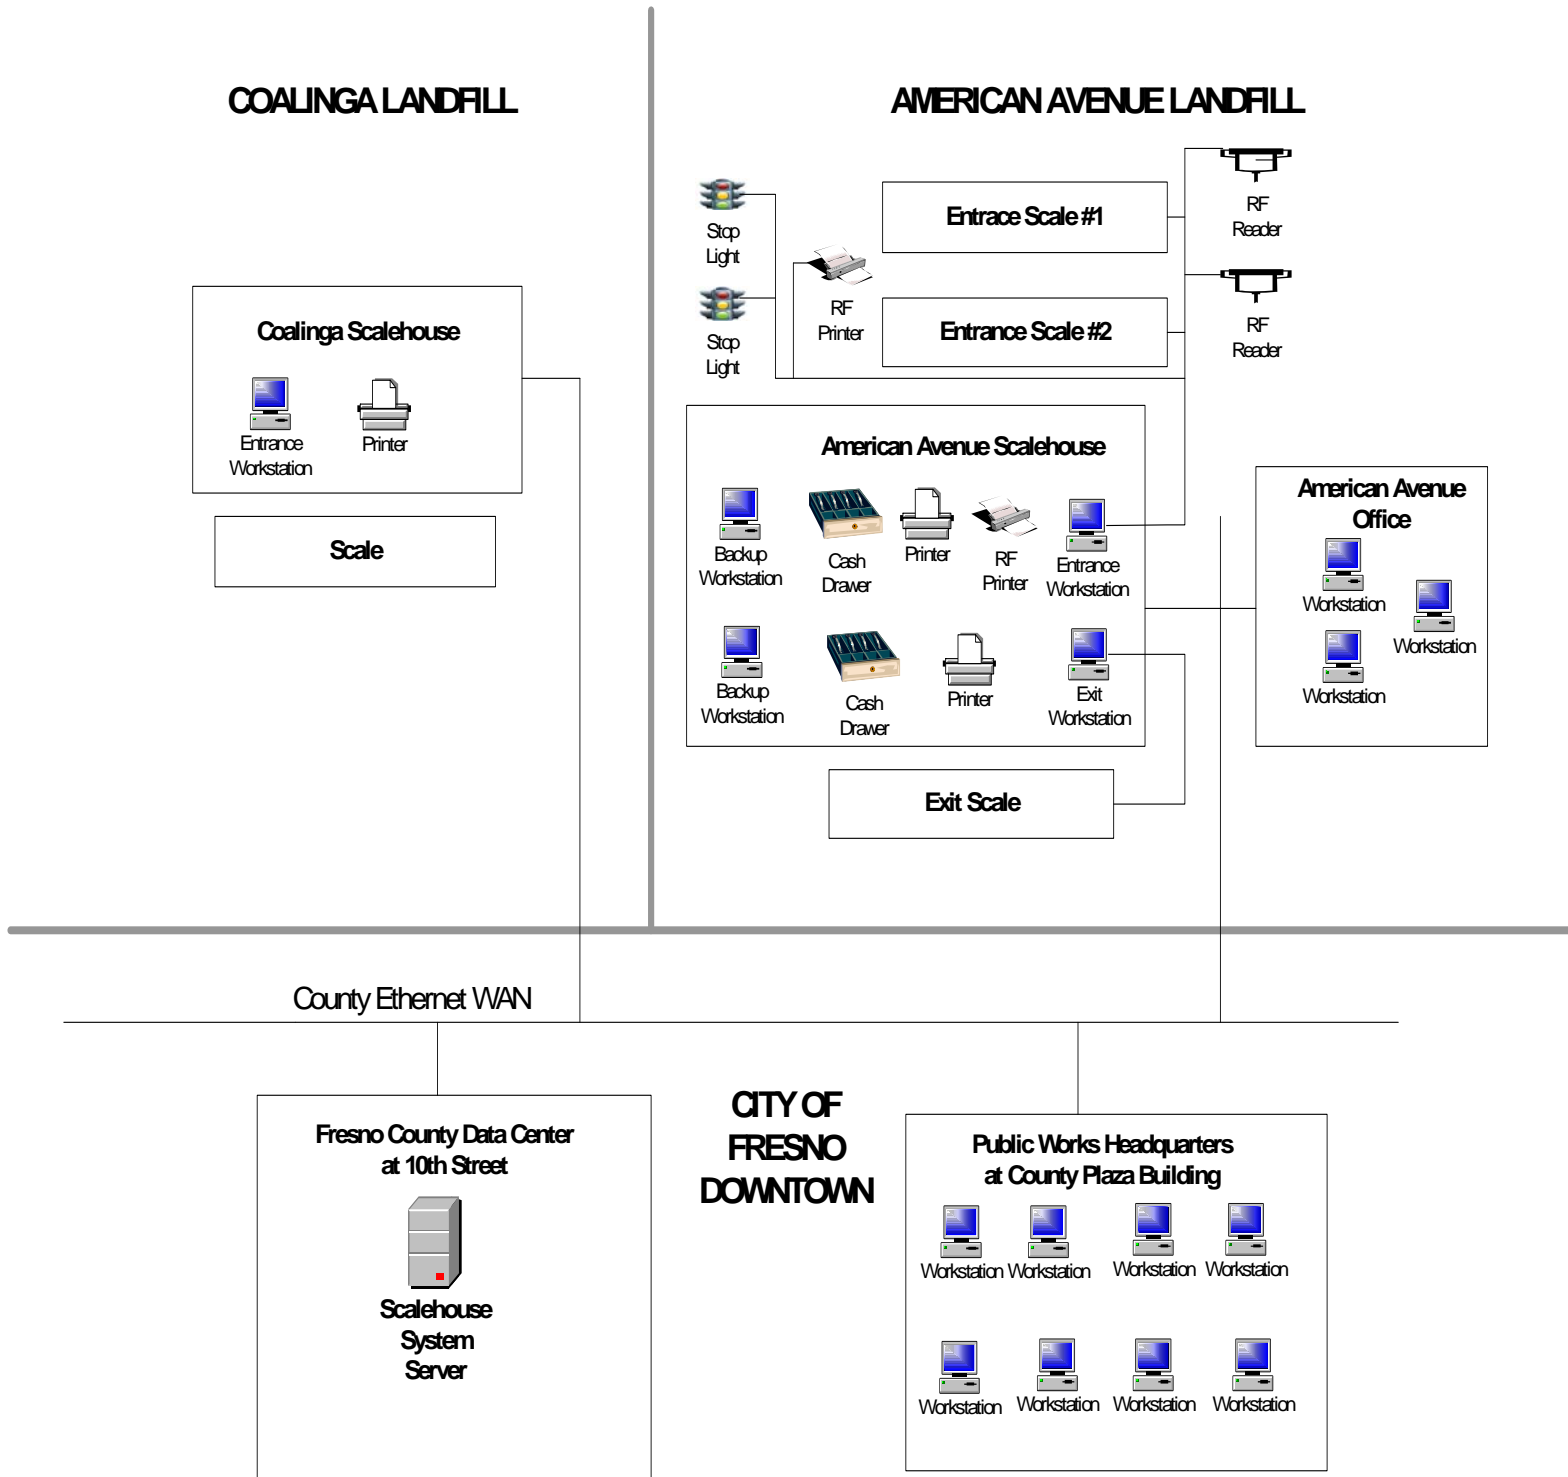 COALINGA LANDFILL
AMERICAN AVENUE LANDFILL
Stop
Light
Entrace Scale #1
RF
Reader
RF
Printer
Stop
Light
Entrance Scale #2
RF
Reader
Coalinga Scalehouse
Entrance
Workstation
Printer
Scale
American Avenue Scalehouse
Backup
Workstation
Cash
Drawer
Printer
RF
Printer
Entrance
Workstation
Backup
Workstation
Cash
Drawer
Printer
Exit
Workstation
American Avenue
Office
Workstation
Workstation
Workstation
Exit Scale
County Ethernet WAN
Fresno County Data Center
at 10th Street
Scalehouse
System
Server
CITY OF
FRESNO
DOWNTOWN
Public Works Headquarters
at County Plaza Building
Workstation Workstation Workstation Workstation
Workstation Workstation Workstation Workstation